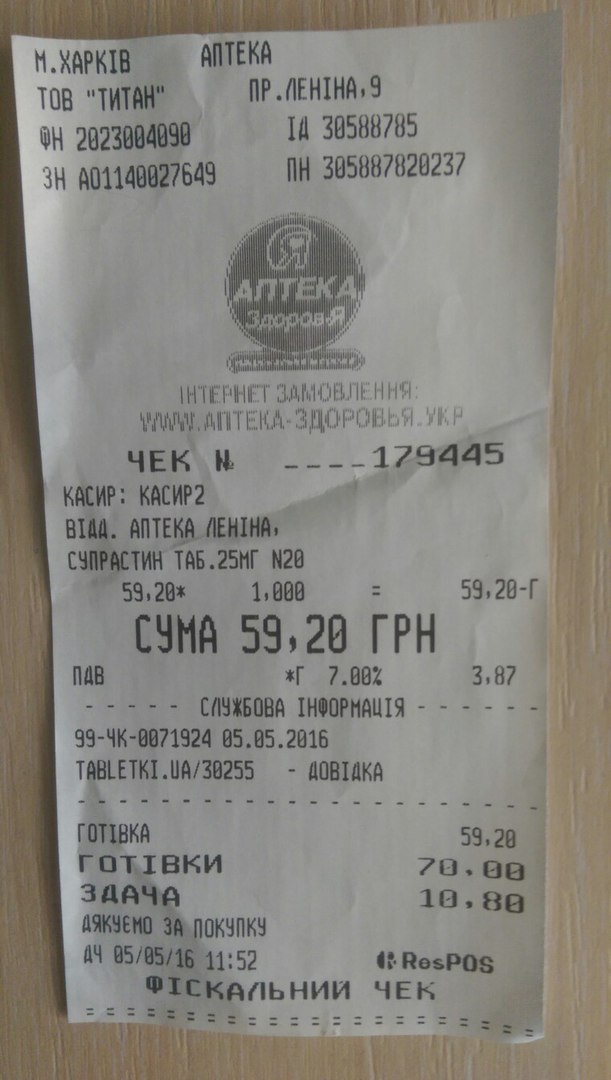 М.ХАРКІВ АПТЕКА
ТОВ "ТИТАН" ПР.ЛЕНІНА,9
ФН 2023004090 ІД 30588785
ЗН АО1140027649 ПН 305887820237
Я
АПТЕКА
Здоров-Я
ІНТЕРНЕТ ЗАМОВЛЕННЯ:
WWW.АПТЕКА-ЗДОРОВЬЯ.УКР
ЧЕК № ____179445
КАСИР: КАСИР2
ВІДД. АПТЕКА ЛЕНІНА,
СУПРАСТИН ТАБ.25МГ N20
59,20* 1,000 = 59,20-Г
СУМА 59,20 ГРН
ПДВ *Г 7.00% 3,87
- - - - - СЛУЖБОВА ІНФОРМАЦІЯ - - - - - -
99-ЧК-0071924 05.05.2016
TABLETKI.UA/30255 - ДОВІДКА
ГОТІВКА 59,20
ГОТІВКИ 70.00
ЗДАЧА 10.80
ДЯКУЄМО ЗА ПОКУПКУ
ДЧ 05/05/16 11:52 ResPOS
ФІСКАЛЬНИЙ ЧЕК